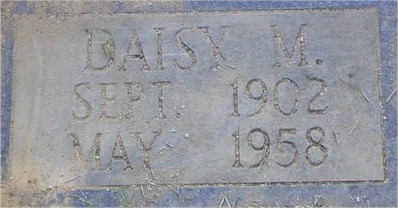 DAISY M.
SEPT. 1902
MAY 1958